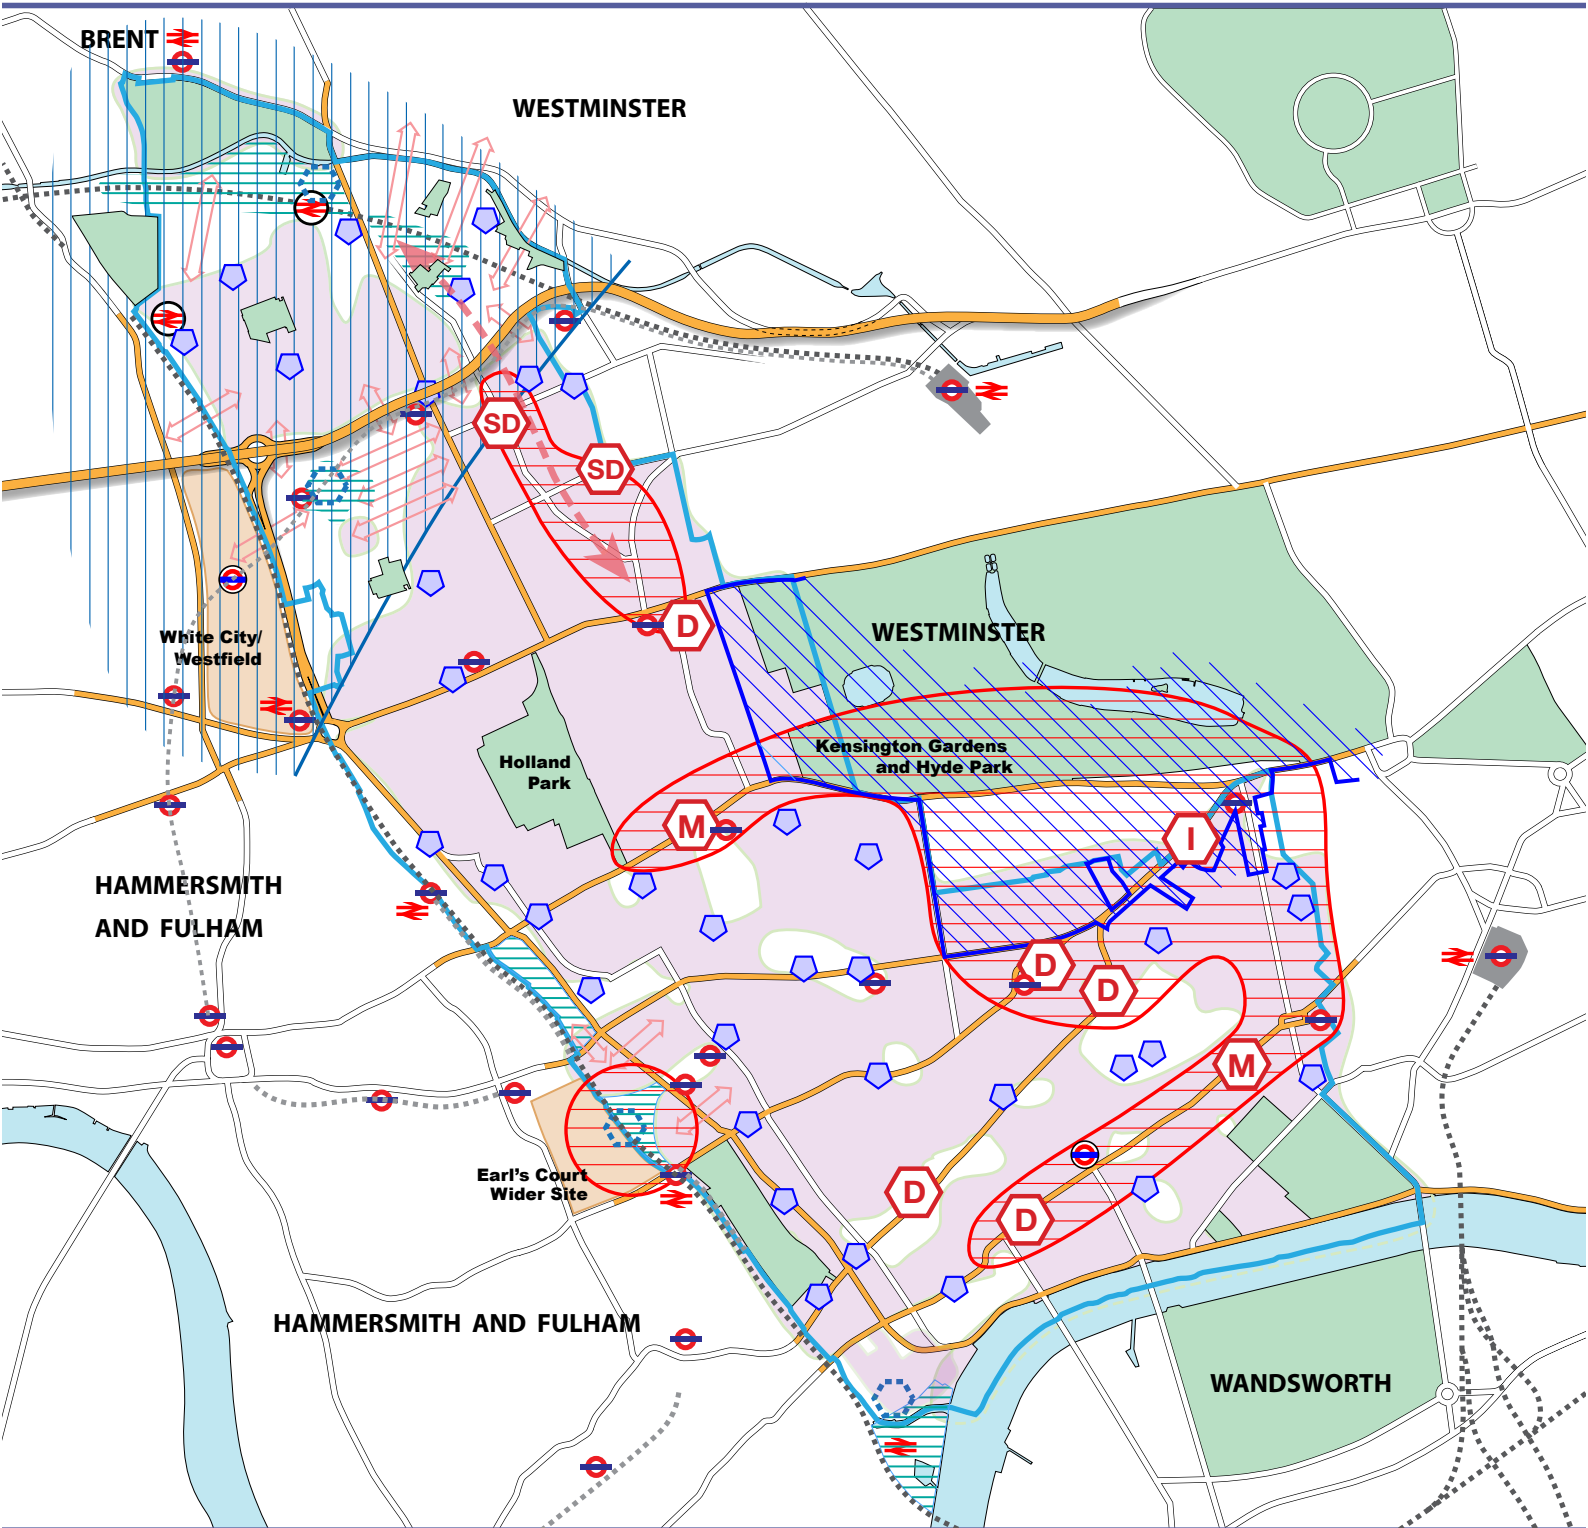 BRENT
WESTMINSTER
SD
SD
D
WESTMINSTER
White City/
Westfield
Holland
Park
Kensington Gardens
and Hyde Park
M
I
HAMMERSMITH
AND FULHAM
D
D
M
Earl's Court
Wider Site
D
D
HAMMERSMITH AND FULHAM
WANDSWORTH